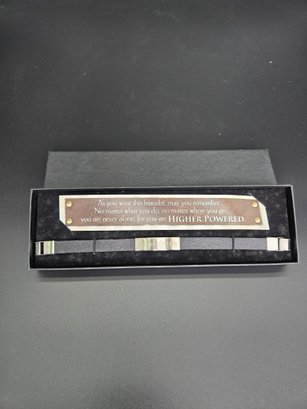 As you wear this bracelet, may you remember...
No matter what you do, no matter where you go,
you are never alone, for you are HIGHER POWERED.